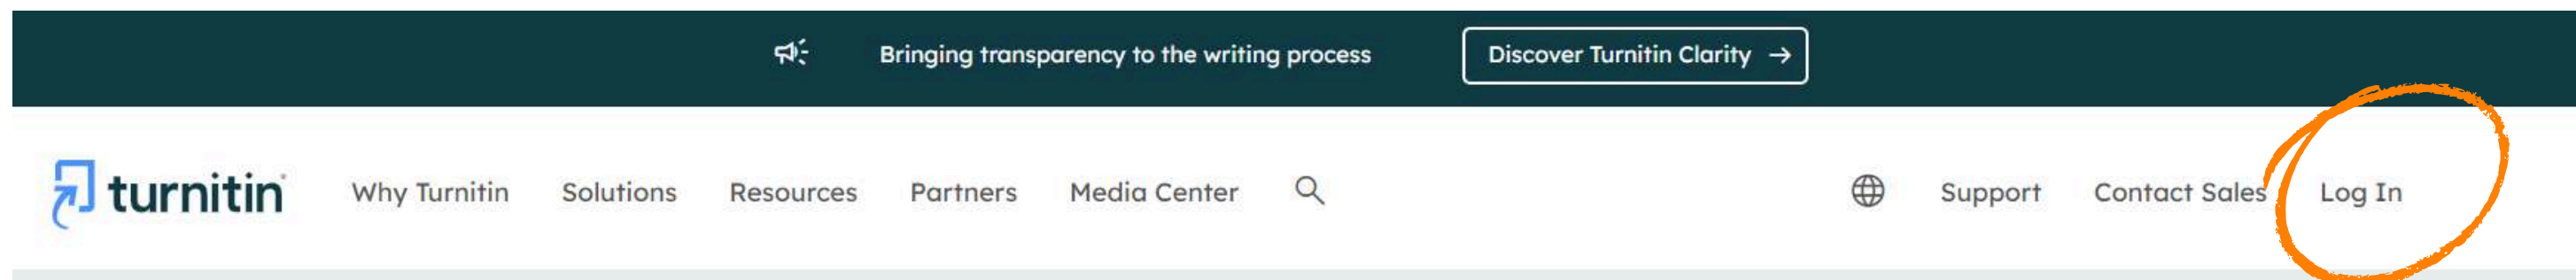 Bringing transparency to the writing process Discover Turnitin Clarity →
turnitin Why Turnitin Solutions Resources Partners Media Center Support Contact Sales Log In